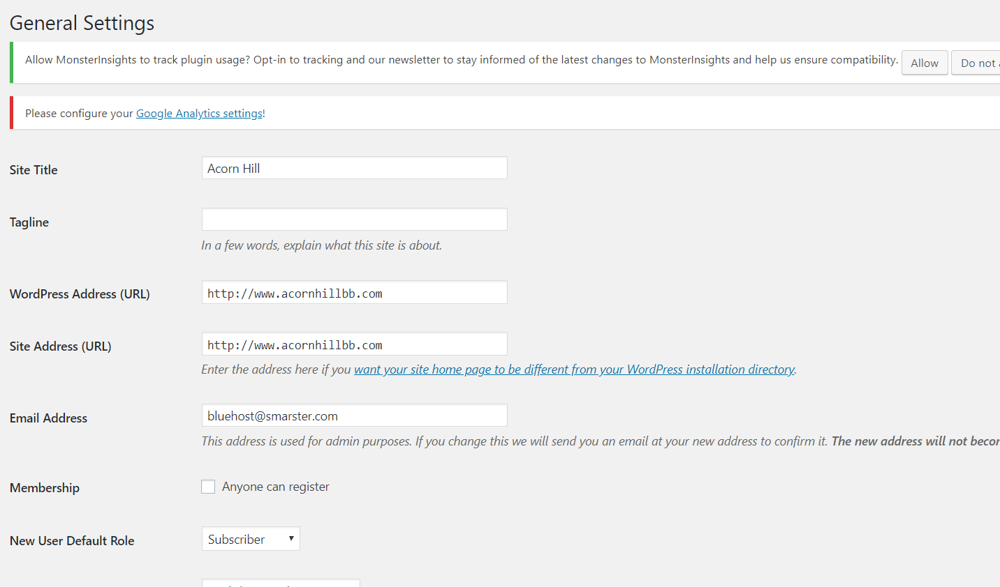 General Settings
Allow MonsterInsights to track plugin usage? Opt-in to tracking and our newsletter to stay informed of the latest changes to MonsterInsights and help us ensure compatibility. Allow Do not
Please configure your Google Analytics settings!
Site Title Acorn Hill
Tagline
In a few words, explain what this site is about.
WordPress Address (URL) http://www.acornhillbb.com
Site Address (URL) http://www.acornhillbb.com
Enter the address here if you want your site home page to be different from your WordPress installation directory.
Email Address bluehost@smarster.com
This address is used for admin purposes. If you change this we will send you an email at your new address to confirm it. The new address will not
Membership Anyone can register
New User Default Role Subscriber